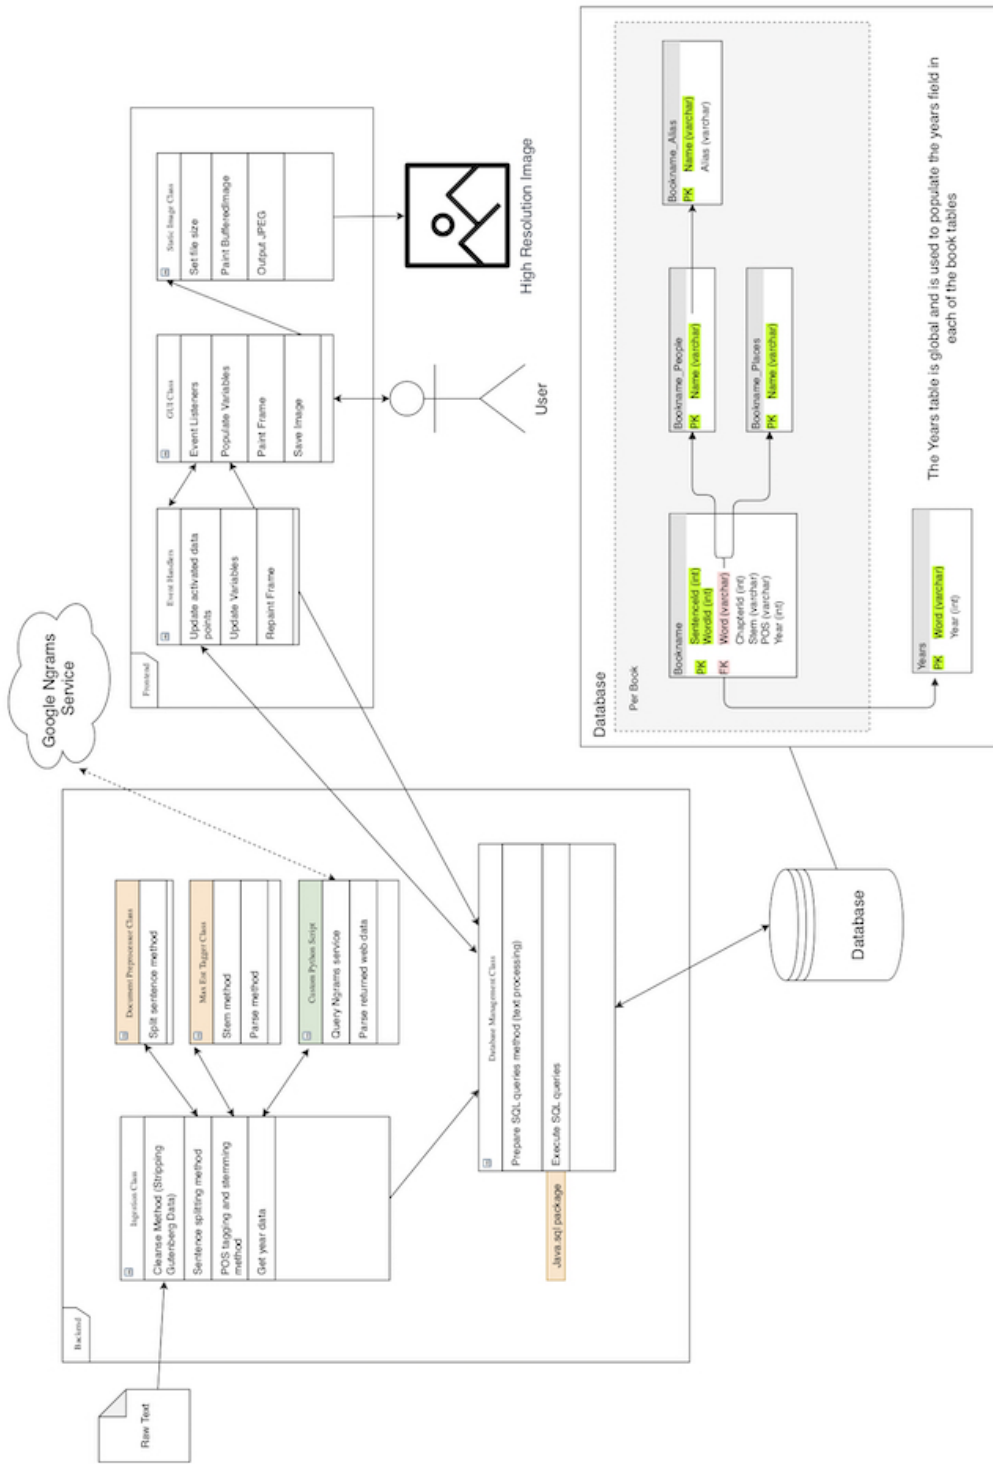 Raw Text
Backend
Ingestion Class
Cleanse Method (Stripping
Gutenberg Data)
Sentence splitting method
POS tagging and stemming
method
Get year data
Document Preprocessor Class
Split sentence method
Max Ent Tagger Class
Stem method
Parse method
Custom Python Script
Query Ngrams service
Parse returned web data
Google Ngrams
Service
Database Management Class
Prepare SQL queries method (text processing)
Execute SQL queries
Java.sql package
Frontend
Event Handlers
Update activated data
points
Update Variables
Repaint Frame
GUI Class
Event Listeners
Populate Variables
Paint Frame
Save Image
Static Image Class
Set file size
Paint BufferedImage
Output JPEG
User
High Resolution Image
Database
Database
Per Book
Bookname
PK SentenceId (int)
WordId (int)
FK Word (varchar)
ChapterId (int)
Stem (varchar)
POS (varchar)
Year (int)
Bookname_People
PK Name (varchar)
Bookname_Places
PK Name (varchar)
Bookname_Alias
PK Name (varchar)
Alias (varchar)
Years
PK Word (varchar)
Year (int)
The Years table is global and is used to populate the years field in
each of the book tables